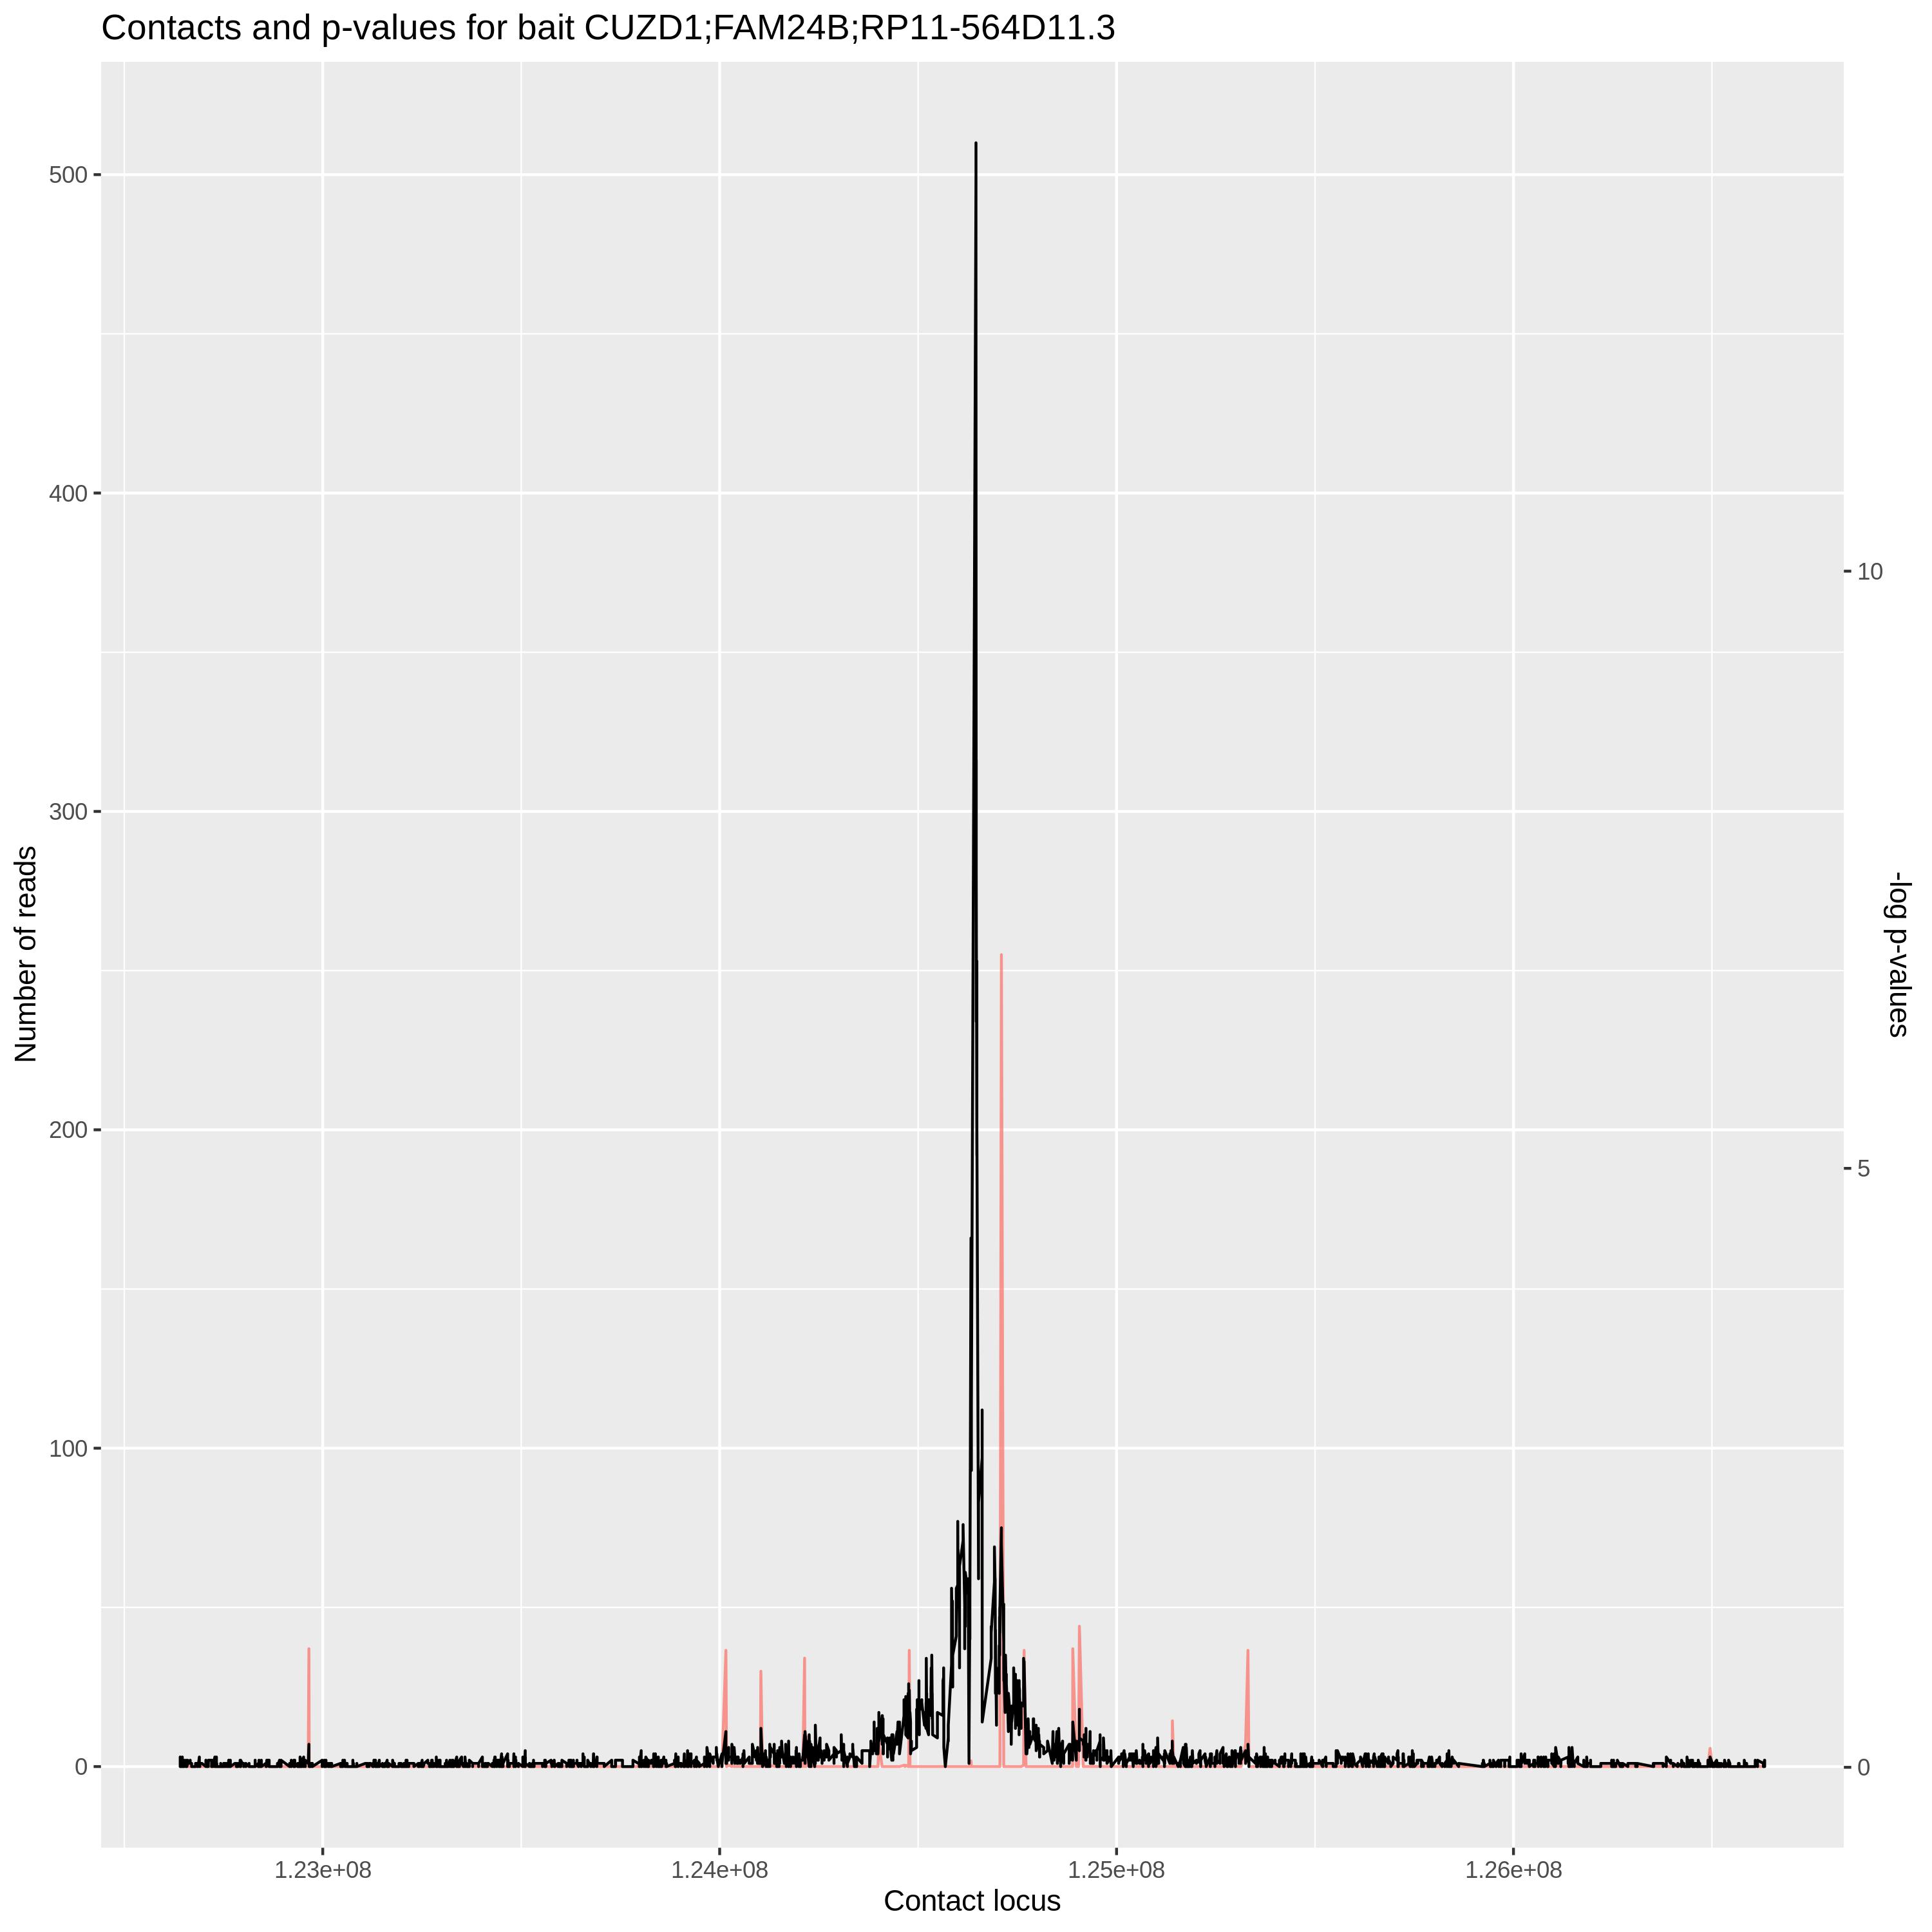 Contacts and p-values for bait CUZD1;FAM24B;RP11-564D11.3
500
400
300
200
100
0
Number of reads
10
5
0
-log p-values
1.23e+08
1.24e+08
1.25e+08
1.26e+08
Contact locus